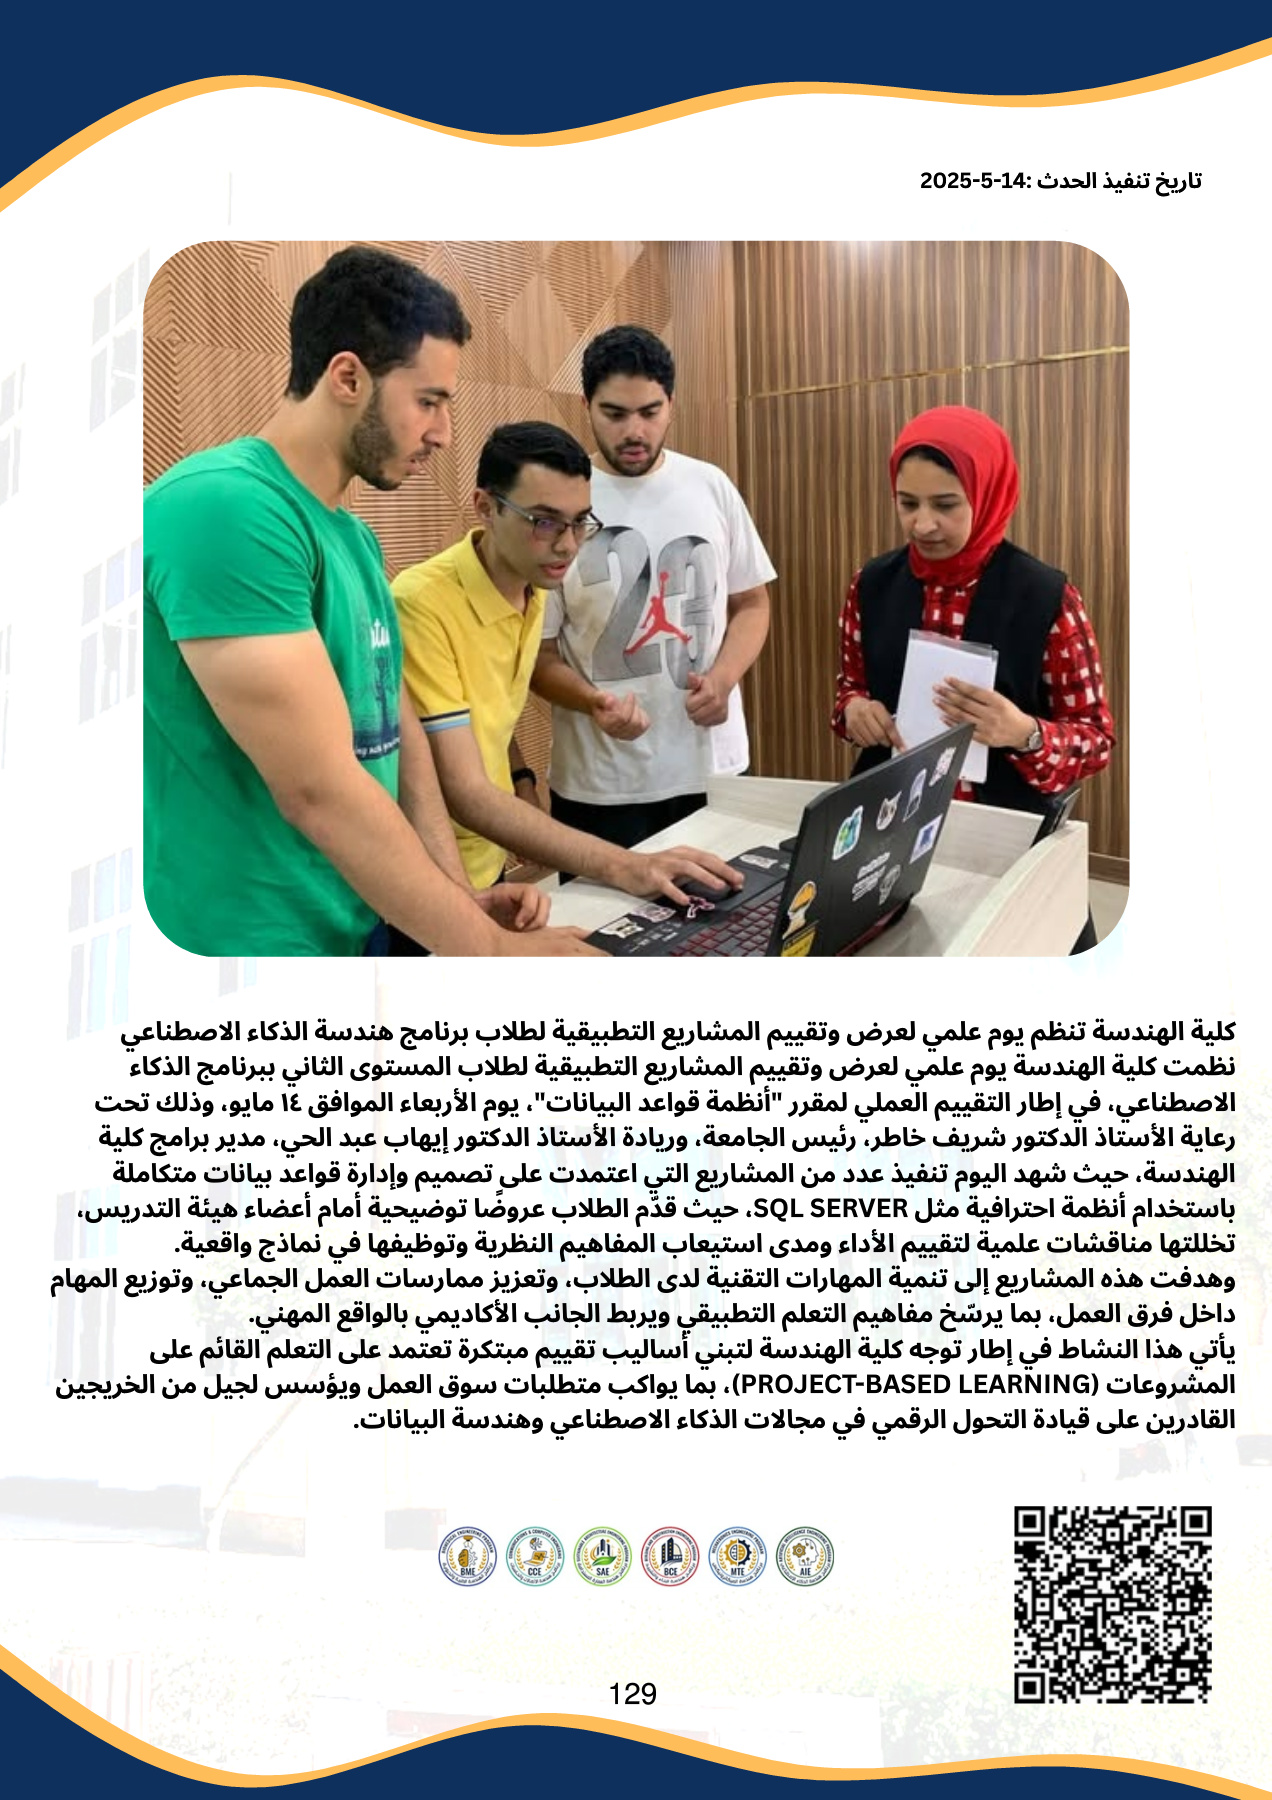 تاريخ تنفيذ الحدث :14-5-2025
23
كلية الهندسة تنظم يوم علمي لعرض وتقييم المشاريع التطبيقية لطلاب برنامج هندسة الذكاء الاصطناعي
نظمت كلية الهندسة يوم علمي لعرض وتقييم المشاريع التطبيقية لطلاب المستوى الثاني ببرنامج الذكاء
الاصطناعي، في إطار التقييم العملي لمقرر "أنظمة قواعد البيانات"، يوم الأربعاء الموافق ١٤ مايو، وذلك تحت
رعاية الأستاذ الدكتور شريف خاطر، رئيس الجامعة، وريادة الأستاذ الدكتور إيهاب عبد الحي، مدير برامج كلية
الهندسة، حيث شهد اليوم تنفيذ عدد من المشاريع التي اعتمدت على تصميم وإدارة قواعد بيانات متكاملة
باستخدام أنظمة احترافية مثل SQL SERVER، حيث قدّم الطلاب عروضًا توضيحية أمام أعضاء هيئة التدريس،
تخللتها مناقشات علمية لتقييم الأداء ومدى استيعاب المفاهيم النظرية وتوظيفها في نماذج واقعية.
وهدفت هذه المشاريع إلى تنمية المهارات التقنية لدى الطلاب، وتعزيز ممارسات العمل الجماعي، وتوزيع المهام
داخل فرق العمل، بما يرسّخ مفاهيم التعلم التطبيقي ويربط الجانب الأكاديمي بالواقع المهني.
يأتي هذا النشاط في إطار توجه كلية الهندسة لتبني أساليب تقييم مبتكرة تعتمد على التعلم القائم على
المشروعات (PROJECT-BASED LEARNING)، بما يواكب متطلبات سوق العمل ويؤسس لجيل من الخريجين
القادرين على قيادة التحول الرقمي في مجالات الذكاء الاصطناعي وهندسة البيانات.
BME CCE SAE BCE MTE AIE
129